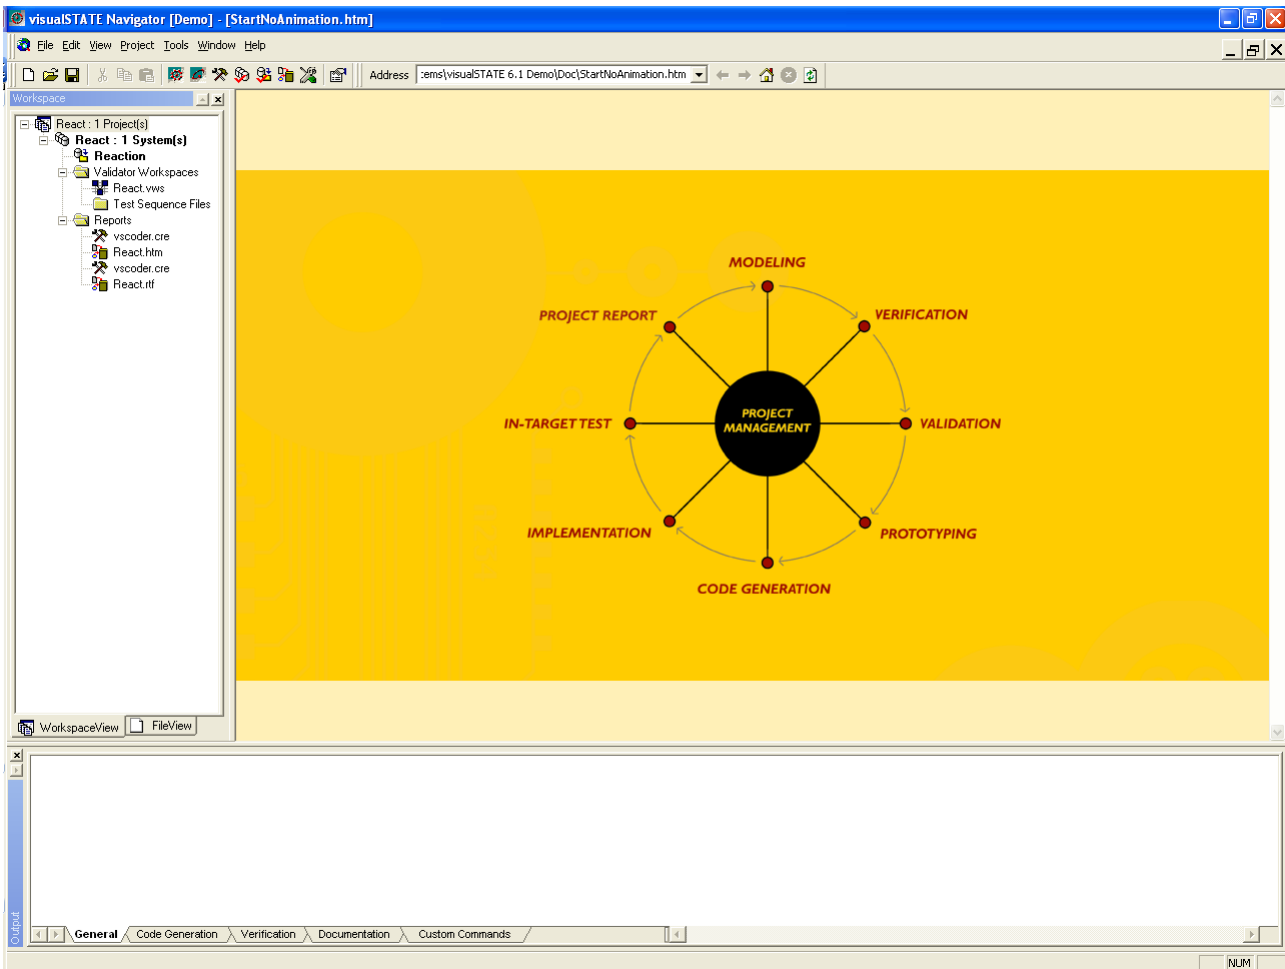 visualSTATE Navigator [Demo] - [StartNoAnimation.htm]
File Edit View Project Tools Window Help
Address :ems\visualSTATE 6.1 Demo\Doc\StartNoAnimation.htm
Workspace
React : 1 Project(s)
React : 1 System(s)
Reaction
Validator Workspaces
React.vws
Test Sequence Files
Reports
vscoder.cre
React.htm
vscoder.cre
React.rtf
MODELING
PROJECT REPORT
VERIFICATION
PROJECT
MANAGEMENT
IN-TARGET TEST
VALIDATION
IMPLEMENTATION
PROTOTYPING
CODE GENERATION
WorkspaceView FileView
Output
General Code Generation Verification Documentation Custom Commands
NUM